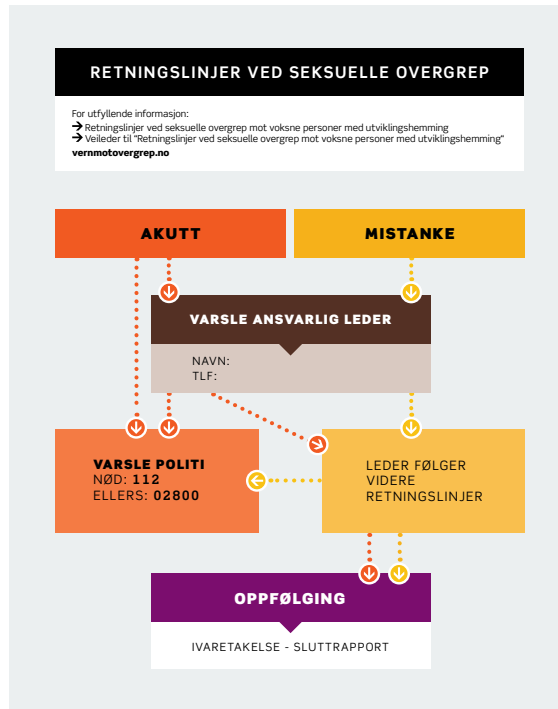 RETNINGSLINJER VED SEKSUELLE OVERGREP
For utfyllende informasjon:
→ Retningslinjer ved seksuelle overgrep mot voksne personer med utviklingshemming
→ Veileder til "Retningslinjer ved seksuelle overgrep mot voksne personer med utviklingshemming"
vernmotovergrep.no
AKUTT
MISTANKE
VARSLE ANSVARLIG LEDER
NAVN:
TLF:
VARSLE POLITI
NØD: 112
ELLERS: 02800
LEDER FØLGER
VIDERE
RETNINGSLINJER
OPPFØLGING
IVARETAKELSE - SLUTTRAPPORT